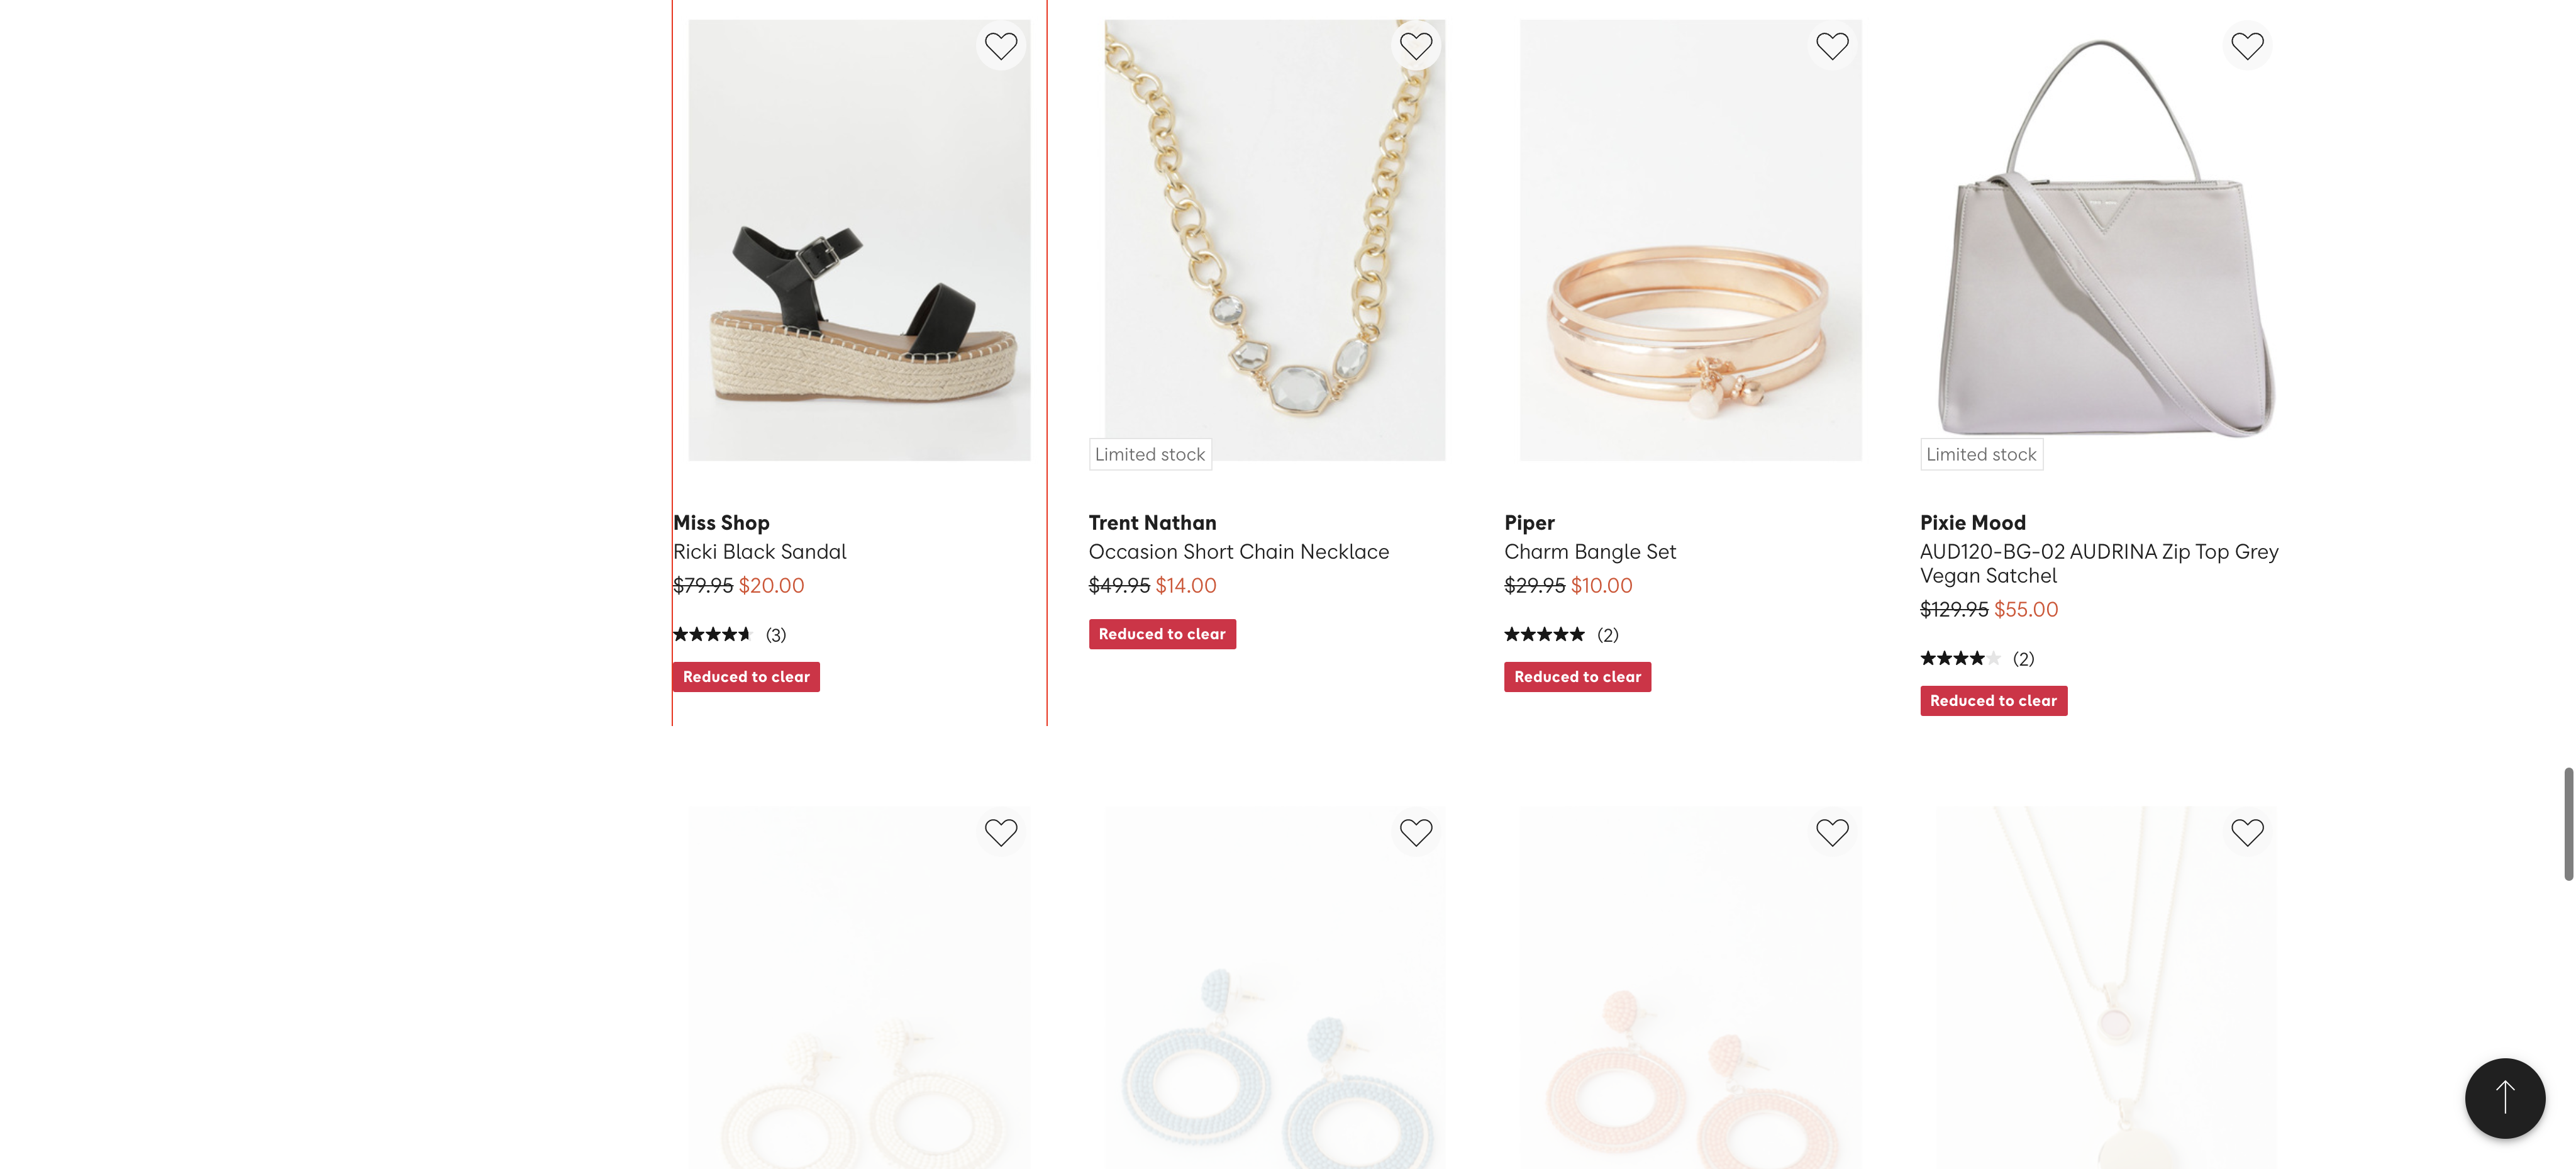 Limited stock
Limited stock
Miss Shop
Ricki Black Sandal
$79.95 $20.00
(3)
Reduced to clear
Trent Nathan
Occasion Short Chain Necklace
$49.95 $14.00
Reduced to clear
Piper
Charm Bangle Set
$29.95 $10.00
(2)
Reduced to clear
Pixie Mood
AUD120-BG-02 AUDRINA Zip Top Grey
Vegan Satchel
$129.95 $55.00
(2)
Reduced to clear